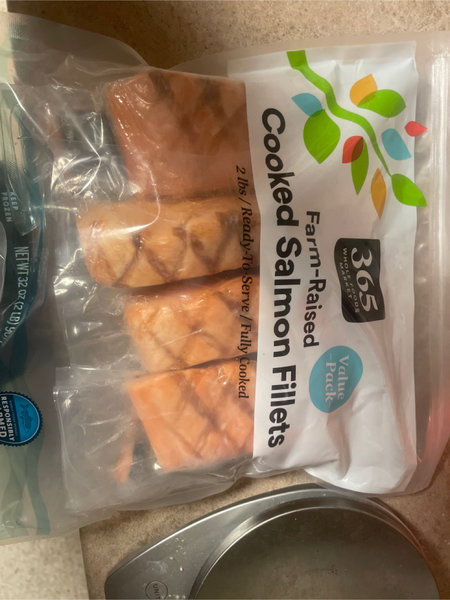 365
WHOLE FOODS
MARKET
Value
Pack
Farm-Raised
Cooked Salmon Fillets
2 lbs / Ready-To-Serve / Fully Cooked
KEEP
FROZEN
NET WT 32 OZ (2 LB)
RESPONSIBLY
FARMED